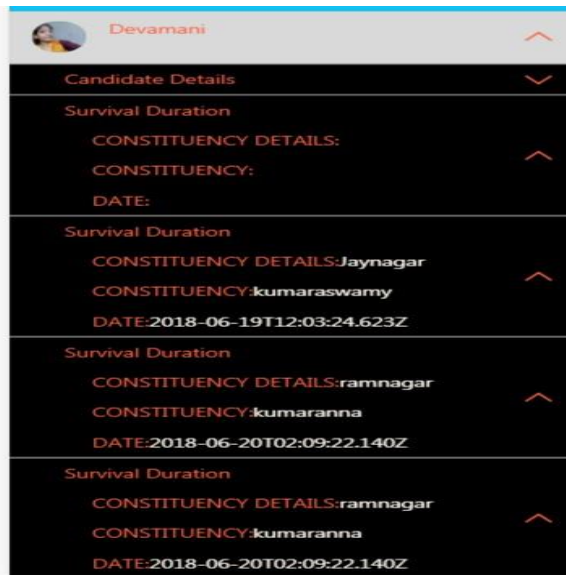 Devamani
Candidate Details
Survival Duration
CONSTITUENCY DETAILS:
CONSTITUENCY:
DATE:
Survival Duration
CONSTITUENCY DETAILS:Jaynagar
CONSTITUENCY:kumaraswamy
DATE:2018-06-19T12:03:24.623Z
Survival Duration
CONSTITUENCY DETAILS:ramnagar
CONSTITUENCY:kumaranna
DATE:2018-06-20T02:09:22.140Z
Survival Duration
CONSTITUENCY DETAILS:ramnagar
CONSTITUENCY:kumaranna
DATE:2018-06-20T02:09:22.140Z